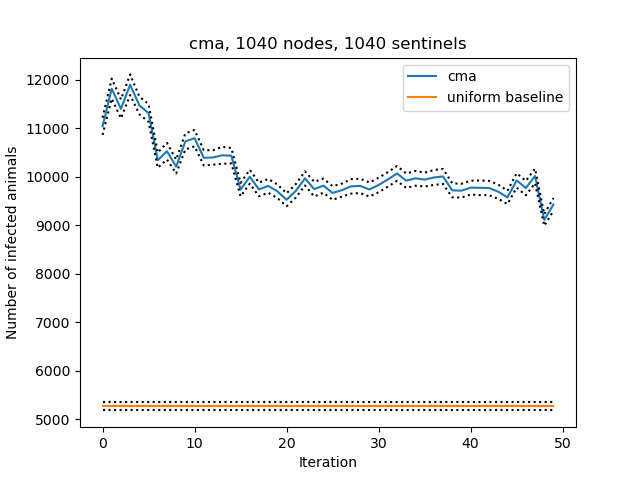 cma, 1040 nodes, 1040 sentinels
cma
uniform baseline
12000
11000
10000
9000
8000
7000
6000
5000
Number of infected animals
0 10 20 30 40 50
Iteration